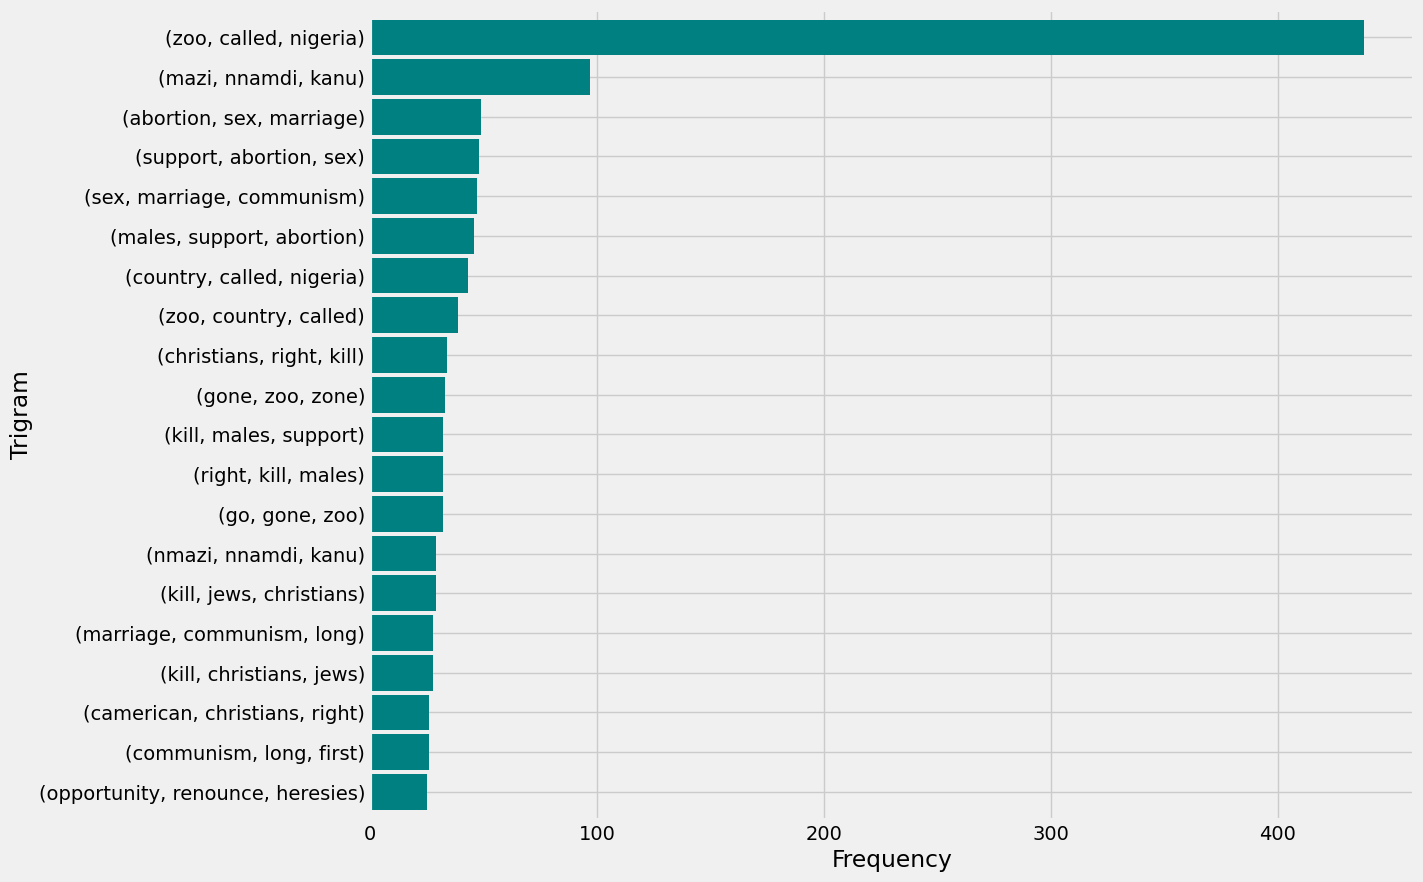 (zoo, called, nigeria)
(mazi, nnamdi, kanu)
(abortion, sex, marriage)
(support, abortion, sex)
(sex, marriage, communism)
(males, support, abortion)
(country, called, nigeria)
(zoo, country, called)
(christians, right, kill)
(gone, zoo, zone)
(kill, males, support)
(right, kill, males)
(go, gone, zoo)
(nmazi, nnamdi, kanu)
(kill, jews, christians)
(marriage, communism, long)
(kill, christians, jews)
(camerican, christians, right)
(communism, long, first)
(opportunity, renounce, heresies)
Trigram
0 100 200 300 400
Frequency